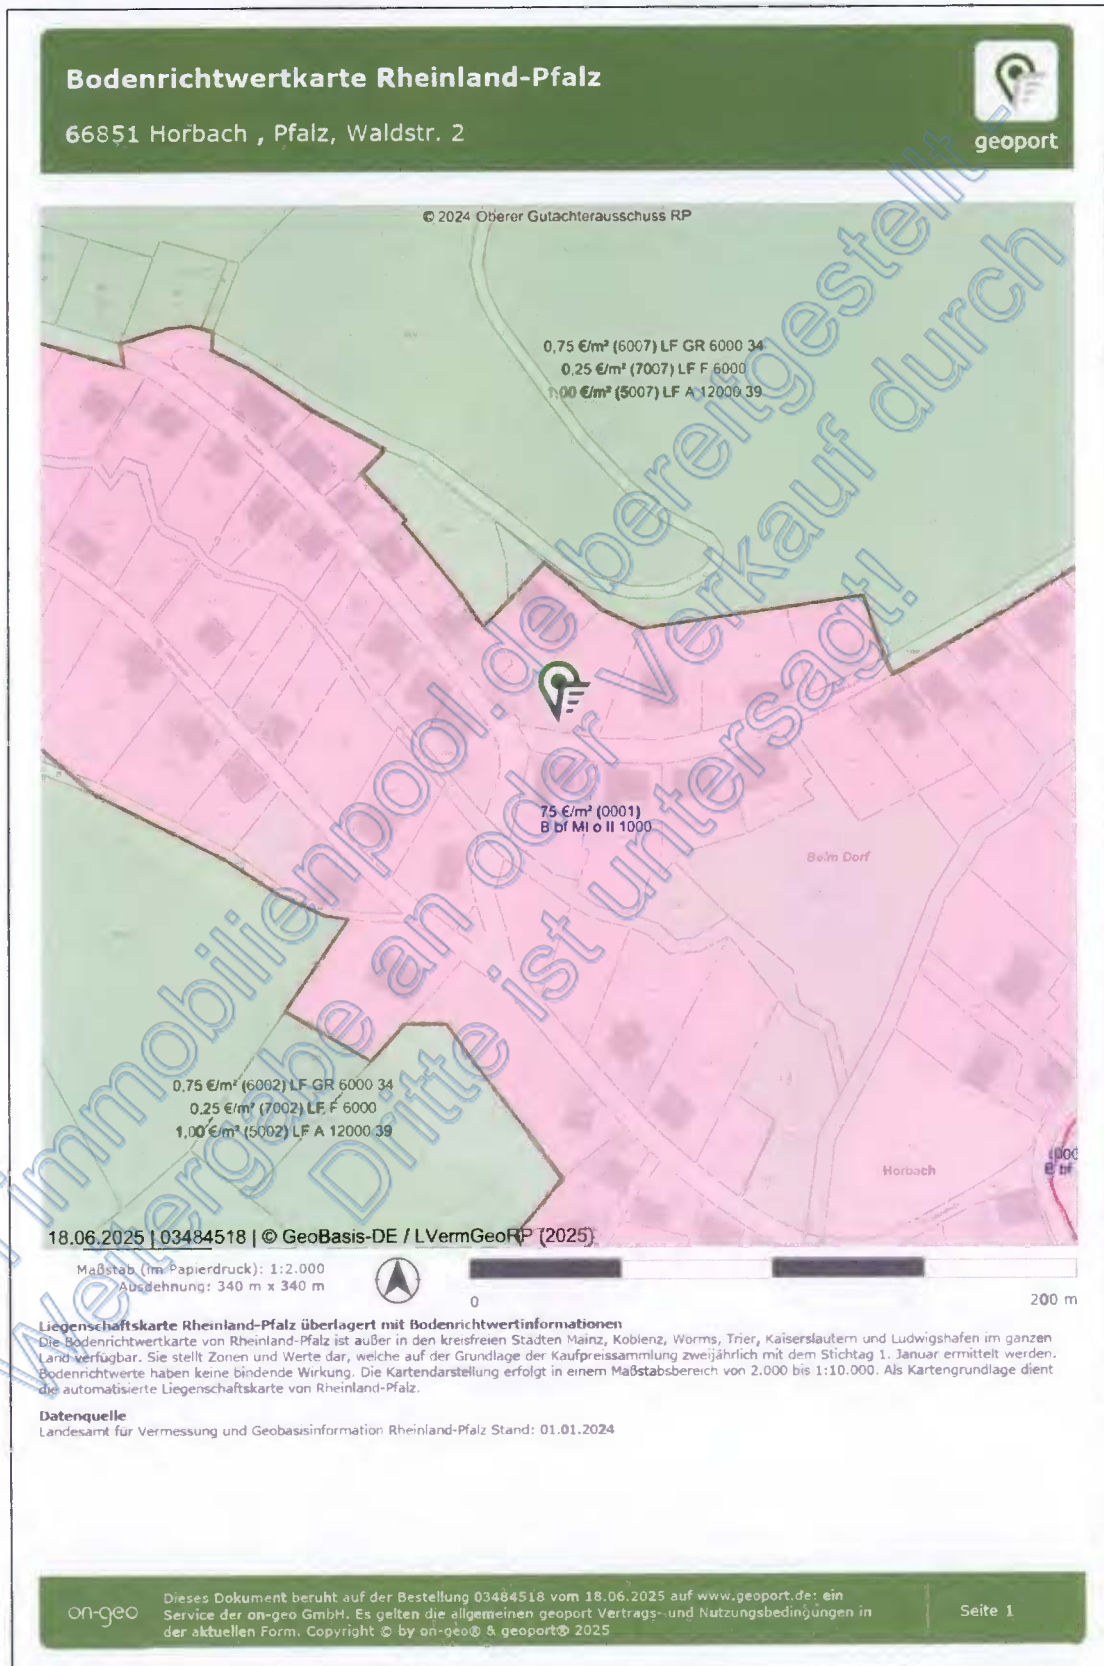 Bodenrichtwertkarte Rheinland-Pfalz
66851 Horbach , Pfalz, Waldstr. 2
geoport
© 2024 Oberer Gutachterausschuss RP
0,75 €/m² (6007) LF GR 6000 34
0,25 €/m² (7007) LF F 6000
1,00 €/m² (5007) LF A 12000 39
75 €/m² (0001)
B bf MI o II 1000
Beim Dorf
0,75 €/m² (6002) LF GR 6000 34
0,25 €/m² (7002) LF F 6000
1,00 €/m² (5002) LF A 12000 39
Horbach
(000
B bf
immobilienpool.de bereitgestellt -
Weitergabe an oder Verkauf durch
Dritte ist untersagt!
18.06.2025 | 03484518 | © GeoBasis-DE / LVermGeoRP (2025)
Maßstab (im Papierdruck): 1:2.000
Ausdehnung: 340 m x 340 m
0
200 m
Liegenschaftskarte Rheinland-Pfalz überlagert mit Bodenrichtwertinformationen
Die Bodenrichtwertkarte von Rheinland-Pfalz ist außer in den kreisfreien Städten Mainz, Koblenz, Worms, Trier, Kaiserslautern und Ludwigshafen im ganzen
Land verfügbar. Sie stellt Zonen und Werte dar, welche auf der Grundlage der Kaufpreissammlung zweijährlich mit dem Stichtag 1. Januar ermittelt werden.
Bodenrichtwerte haben keine bindende Wirkung. Die Kartendarstellung erfolgt in einem Maßstabsbereich von 2.000 bis 1:10.000. Als Kartengrundlage dient
die automatisierte Liegenschaftskarte von Rheinland-Pfalz.
Datenquelle
Landesamt für Vermessung und Geobasisinformation Rheinland-Pfalz Stand: 01.01.2024
on-geo
Dieses Dokument beruht auf der Bestellung 03484518 vom 18.06.2025 auf www.geoport.de: ein
Service der on-geo GmbH. Es gelten die allgemeinen geoport Vertrags- und Nutzungsbedingungen in
der aktuellen Form. Copyright © by on-geo® & geoport® 2025
Seite 1